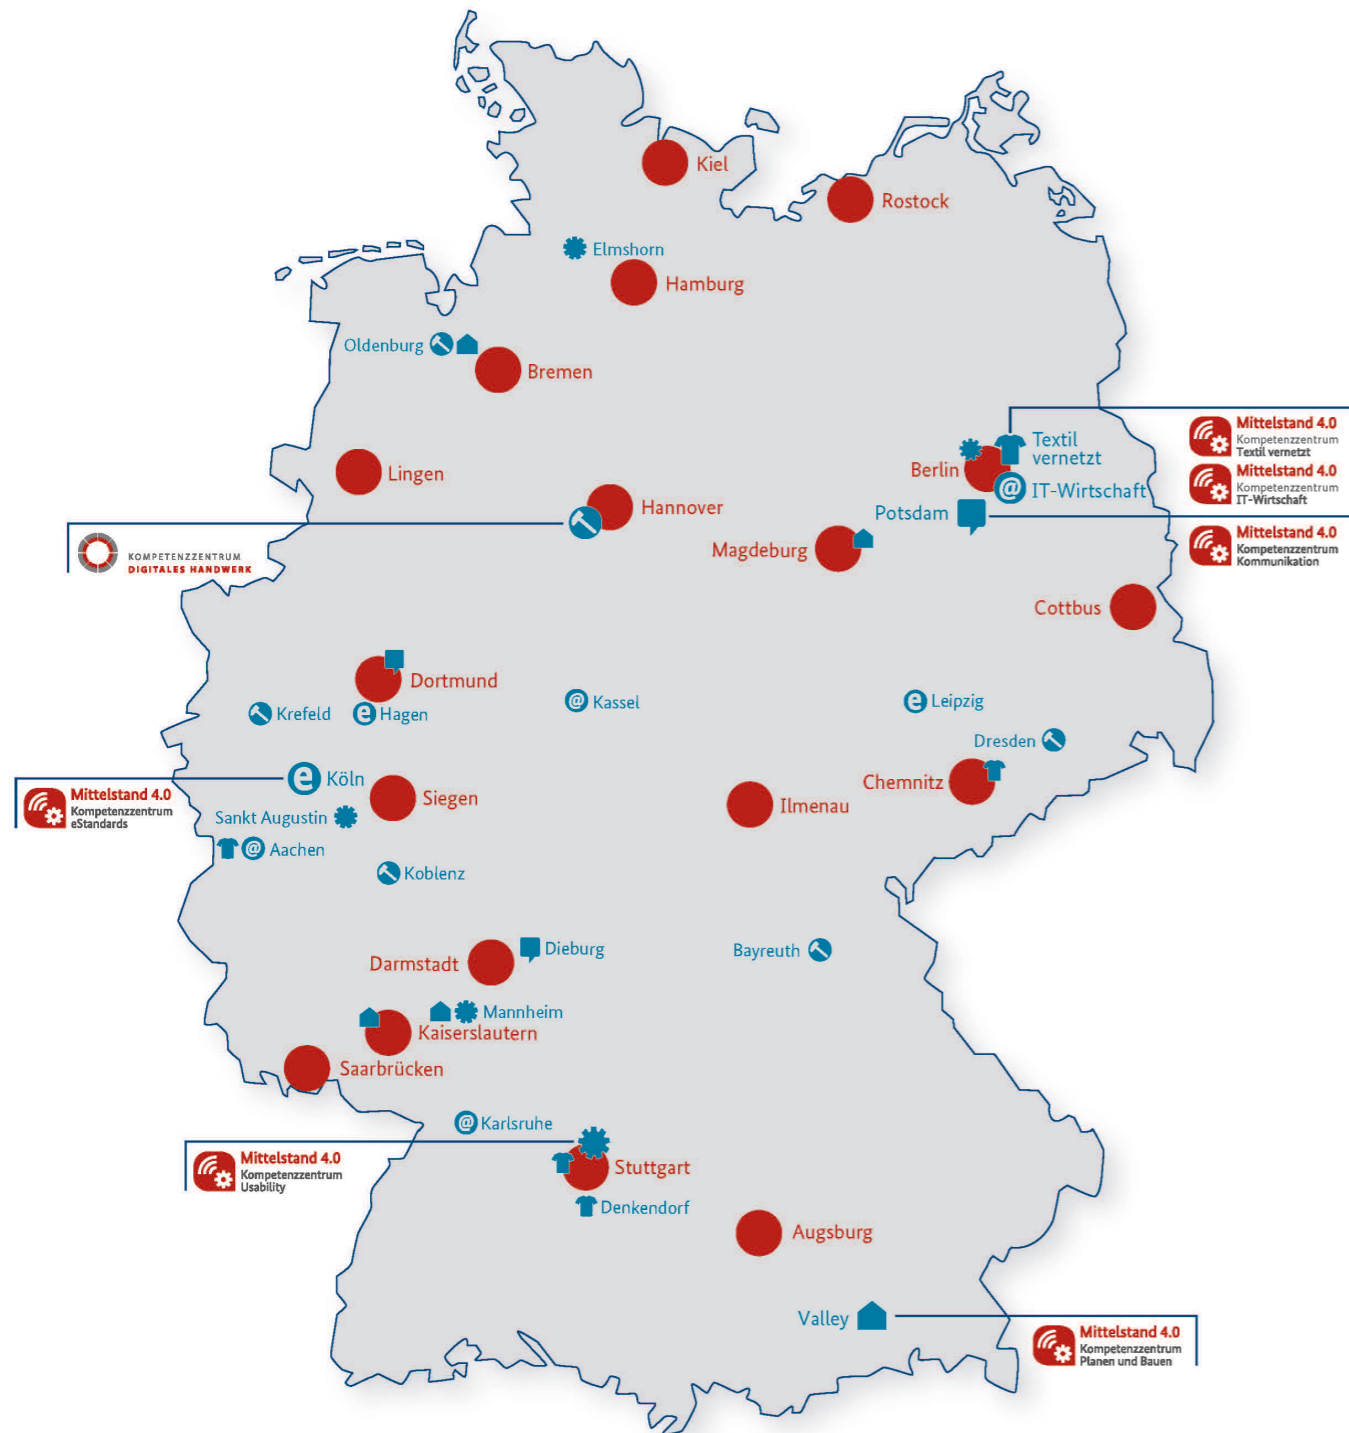 Kiel
Rostock
Elmshorn
Hamburg
Oldenburg
Bremen
Mittelstand 4.0
Kompetenzzentrum
Textil vernetzt
Textil
vernetzt
Berlin
Lingen
Mittelstand 4.0
Kompetenzzentrum
IT-Wirtschaft
@ IT-Wirtschaft
Hannover
Potsdam
Magdeburg
Mittelstand 4.0
Kompetenzzentrum
Kommunikation
KOMPETENZZENTRUM
DIGITALES HANDWERK
Cottbus
Dortmund
Krefeld
e Hagen
@ Kassel
e Leipzig
Dresden
e Köln
Siegen
Chemnitz
Ilmenau
Mittelstand 4.0
Kompetenzzentrum
eStandards
Sankt Augustin
@ Aachen
Koblenz
Dieburg
Bayreuth
Darmstadt
Mannheim
Kaiserslautern
Saarbrücken
@ Karlsruhe
Mittelstand 4.0
Kompetenzzentrum
Usability
Stuttgart
Denkendorf
Augsburg
Valley
Mittelstand 4.0
Kompetenzzentrum
Planen und Bauen